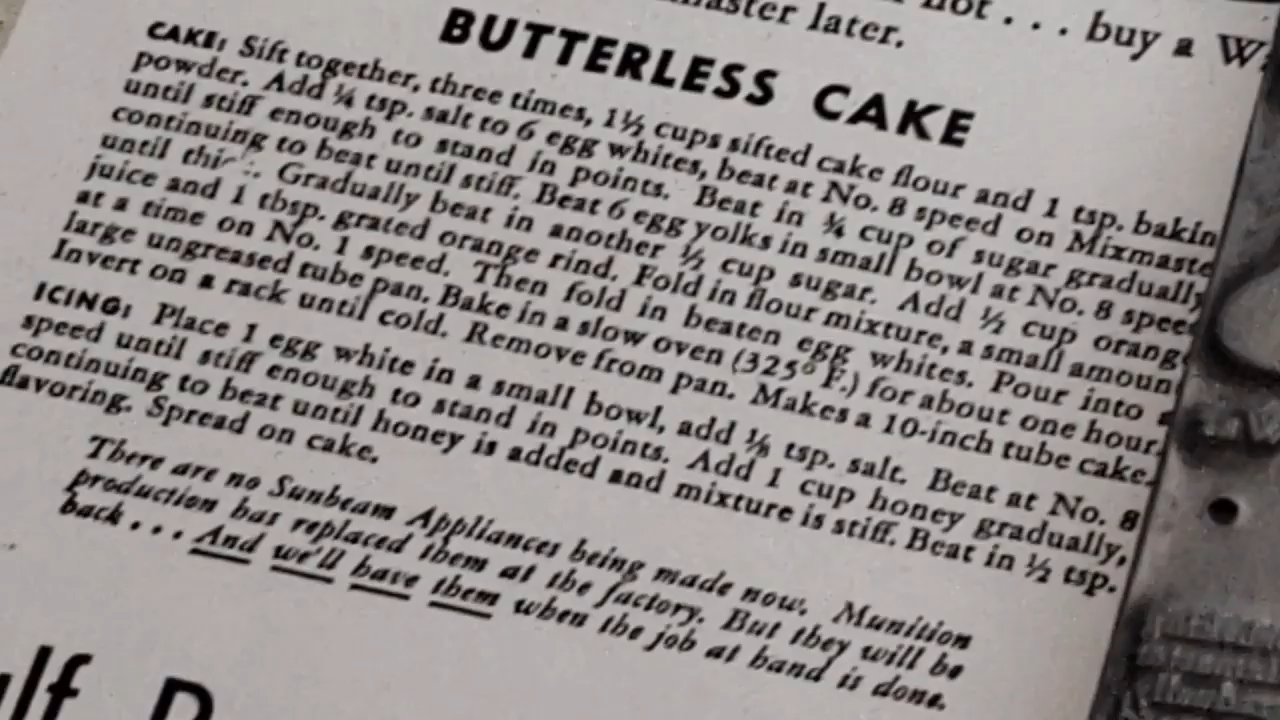 master later.
not . . . buy a W
BUTTERLESS CAKE
CAKE: Sift together, three times, 1½ cups sifted cake flour and 1 tsp. bakin
powder. Add ¼ tsp. salt to 6 egg whites, beat at No. 8 speed on Mixmaste
until stiff enough to stand in points. Beat in ¾ cup of sugar gradually,
continuing to beat until stiff. Beat 6 egg yolks in small bowl at No. 8 spee
until thick. Gradually beat in another ½ cup sugar. Add ½ cup orang
juice and 1 tbsp. grated orange rind. Fold in flour mixture, a small amoun
at a time on No. 1 speed. Then fold in beaten egg whites. Pour into a
large ungreased tube pan. Bake in a slow oven (325° F.) for about one hour.
Invert on a rack until cold. Remove from pan. Makes a 10-inch tube cake.
ICING: Place 1 egg white in a small bowl, add ⅛ tsp. salt. Beat at No. 8
speed until stiff enough to stand in points. Add 1 cup honey gradually,
continuing to beat until honey is added and mixture is stiff. Beat in ½ tsp.
flavoring. Spread on cake.
There are no Sunbeam Appliances being made now. Munition
production has replaced them at the factory. But they will be
back . . . And we'll have them when the job at hand is done.